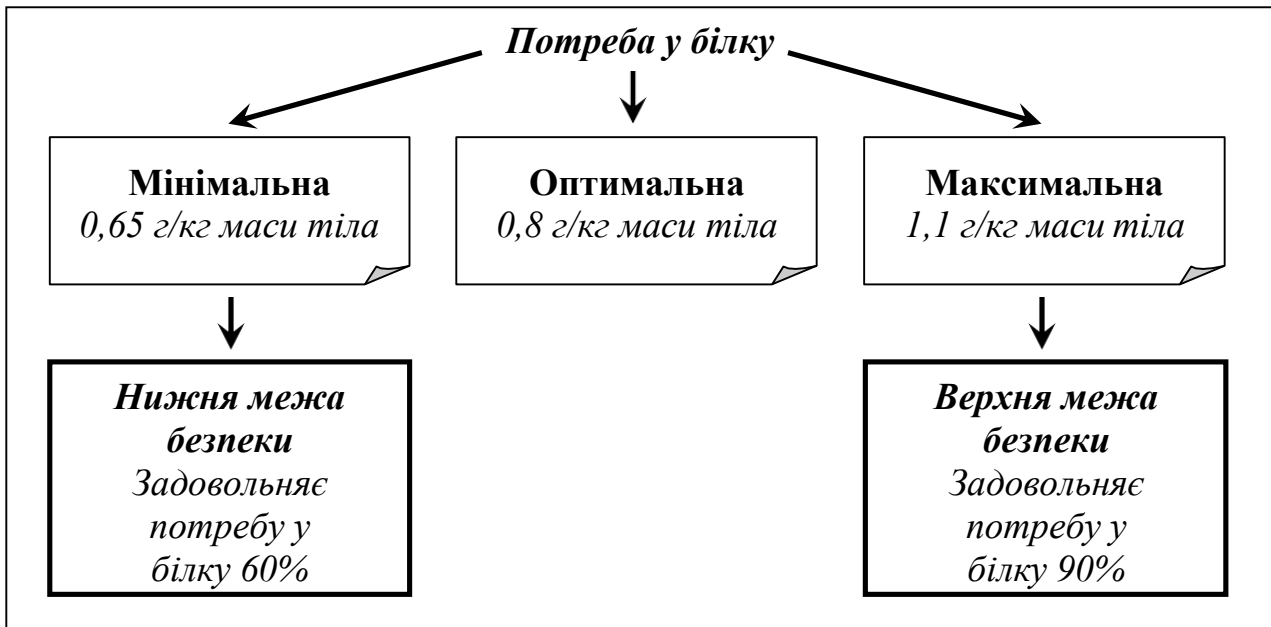 Потреба у білку
Мінімальна
0,65 г/кг маси тіла
Оптимальна
0,8 г/кг маси тіла
Максимальна
1,1 г/кг маси тіла
Нижня межа
безпеки
Задовольняє
потребу у
білку 60%
Верхня межа
безпеки
Задовольняє
потребу у
білку 90%